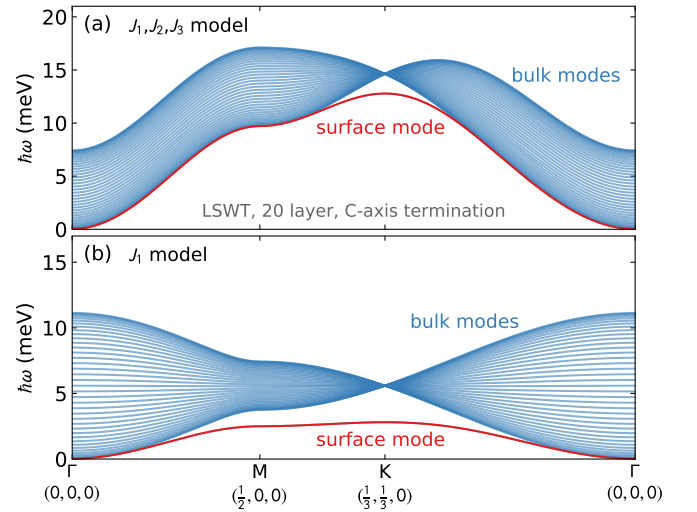 (a) J₁,J₂,J₃ model
20
15
10
5
0
ħω (meV)
bulk modes
surface mode
LSWT, 20 layer, C-axis termination
(b) J₁ model
15
10
5
0
ħω (meV)
bulk modes
surface mode
Γ M K Γ
(0, 0, 0) (½, 0, 0) (⅓, ⅓, 0) (0, 0, 0)